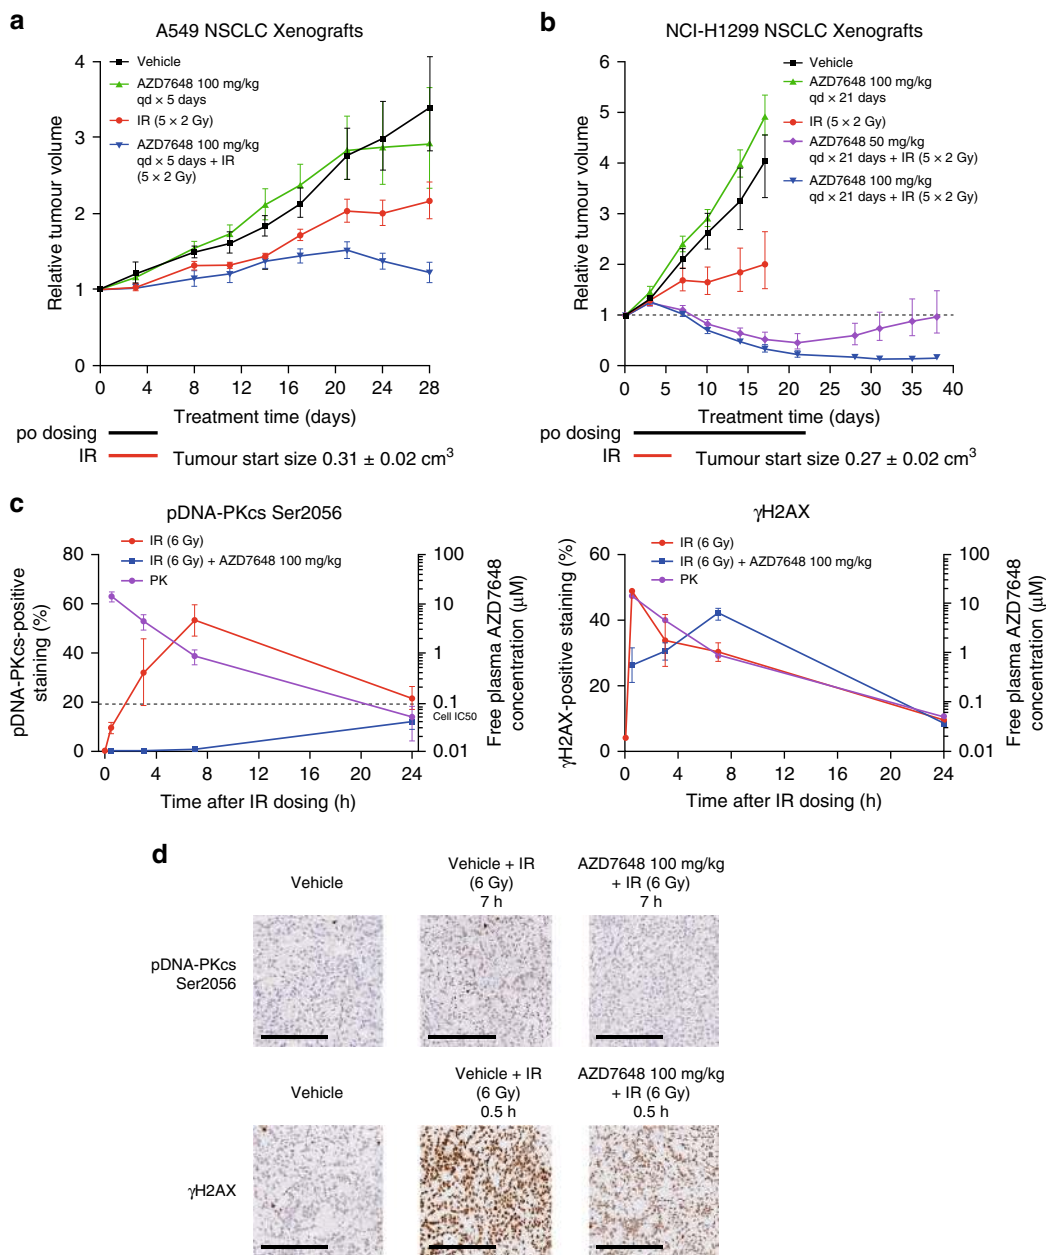 a
A549 NSCLC Xenografts
4
3
2
1
0
Relative tumour volume
Vehicle
AZD7648 100 mg/kg
qd × 5 days
IR (5 × 2 Gy)
AZD7648 100 mg/kg
qd × 5 days + IR
(5 × 2 Gy)
0 4 8 12 16 20 24 28
Treatment time (days)
po dosing
IR
Tumour start size 0.31 ± 0.02 cm³
b
NCI-H1299 NSCLC Xenografts
6
5
4
3
2
1
0
Relative tumour volume
Vehicle
AZD7648 100 mg/kg
qd × 21 days
IR (5 × 2 Gy)
AZD7648 50 mg/kg
qd × 21 days + IR (5 × 2 Gy)
AZD7648 100 mg/kg
qd × 21 days + IR (5 × 2 Gy)
0 5 10 15 20 25 30 35 40
Treatment time (days)
po dosing
IR
Tumour start size 0.27 ± 0.02 cm³
c
pDNA-PKcs Ser2056
80
60
40
20
0
pDNA-PKcs-positive
staining (%)
IR (6 Gy)
IR (6 Gy) + AZD7648 100 mg/kg
PK
100
10
1
0.1
0.01
Cell IC50
Free plasma AZD7648
concentration (μM)
0 4 8 12 16 20 24
Time after IR dosing (h)
γH2AX
60
40
20
0
γH2AX-positive staining (%)
IR (6 Gy)
IR (6 Gy) + AZD7648 100 mg/kg
PK
100
10
1
0.1
0.01
Free plasma AZD7648
concentration (μM)
0 4 8 12 16 20 24
Time after IR dosing (h)
d
Vehicle
Vehicle + IR
(6 Gy)
7 h
AZD7648 100 mg/kg
+ IR (6 Gy)
7 h
pDNA-PKcs
Ser2056
Vehicle
Vehicle + IR
(6 Gy)
0.5 h
AZD7648 100 mg/kg
+ IR (6 Gy)
0.5 h
γH2AX